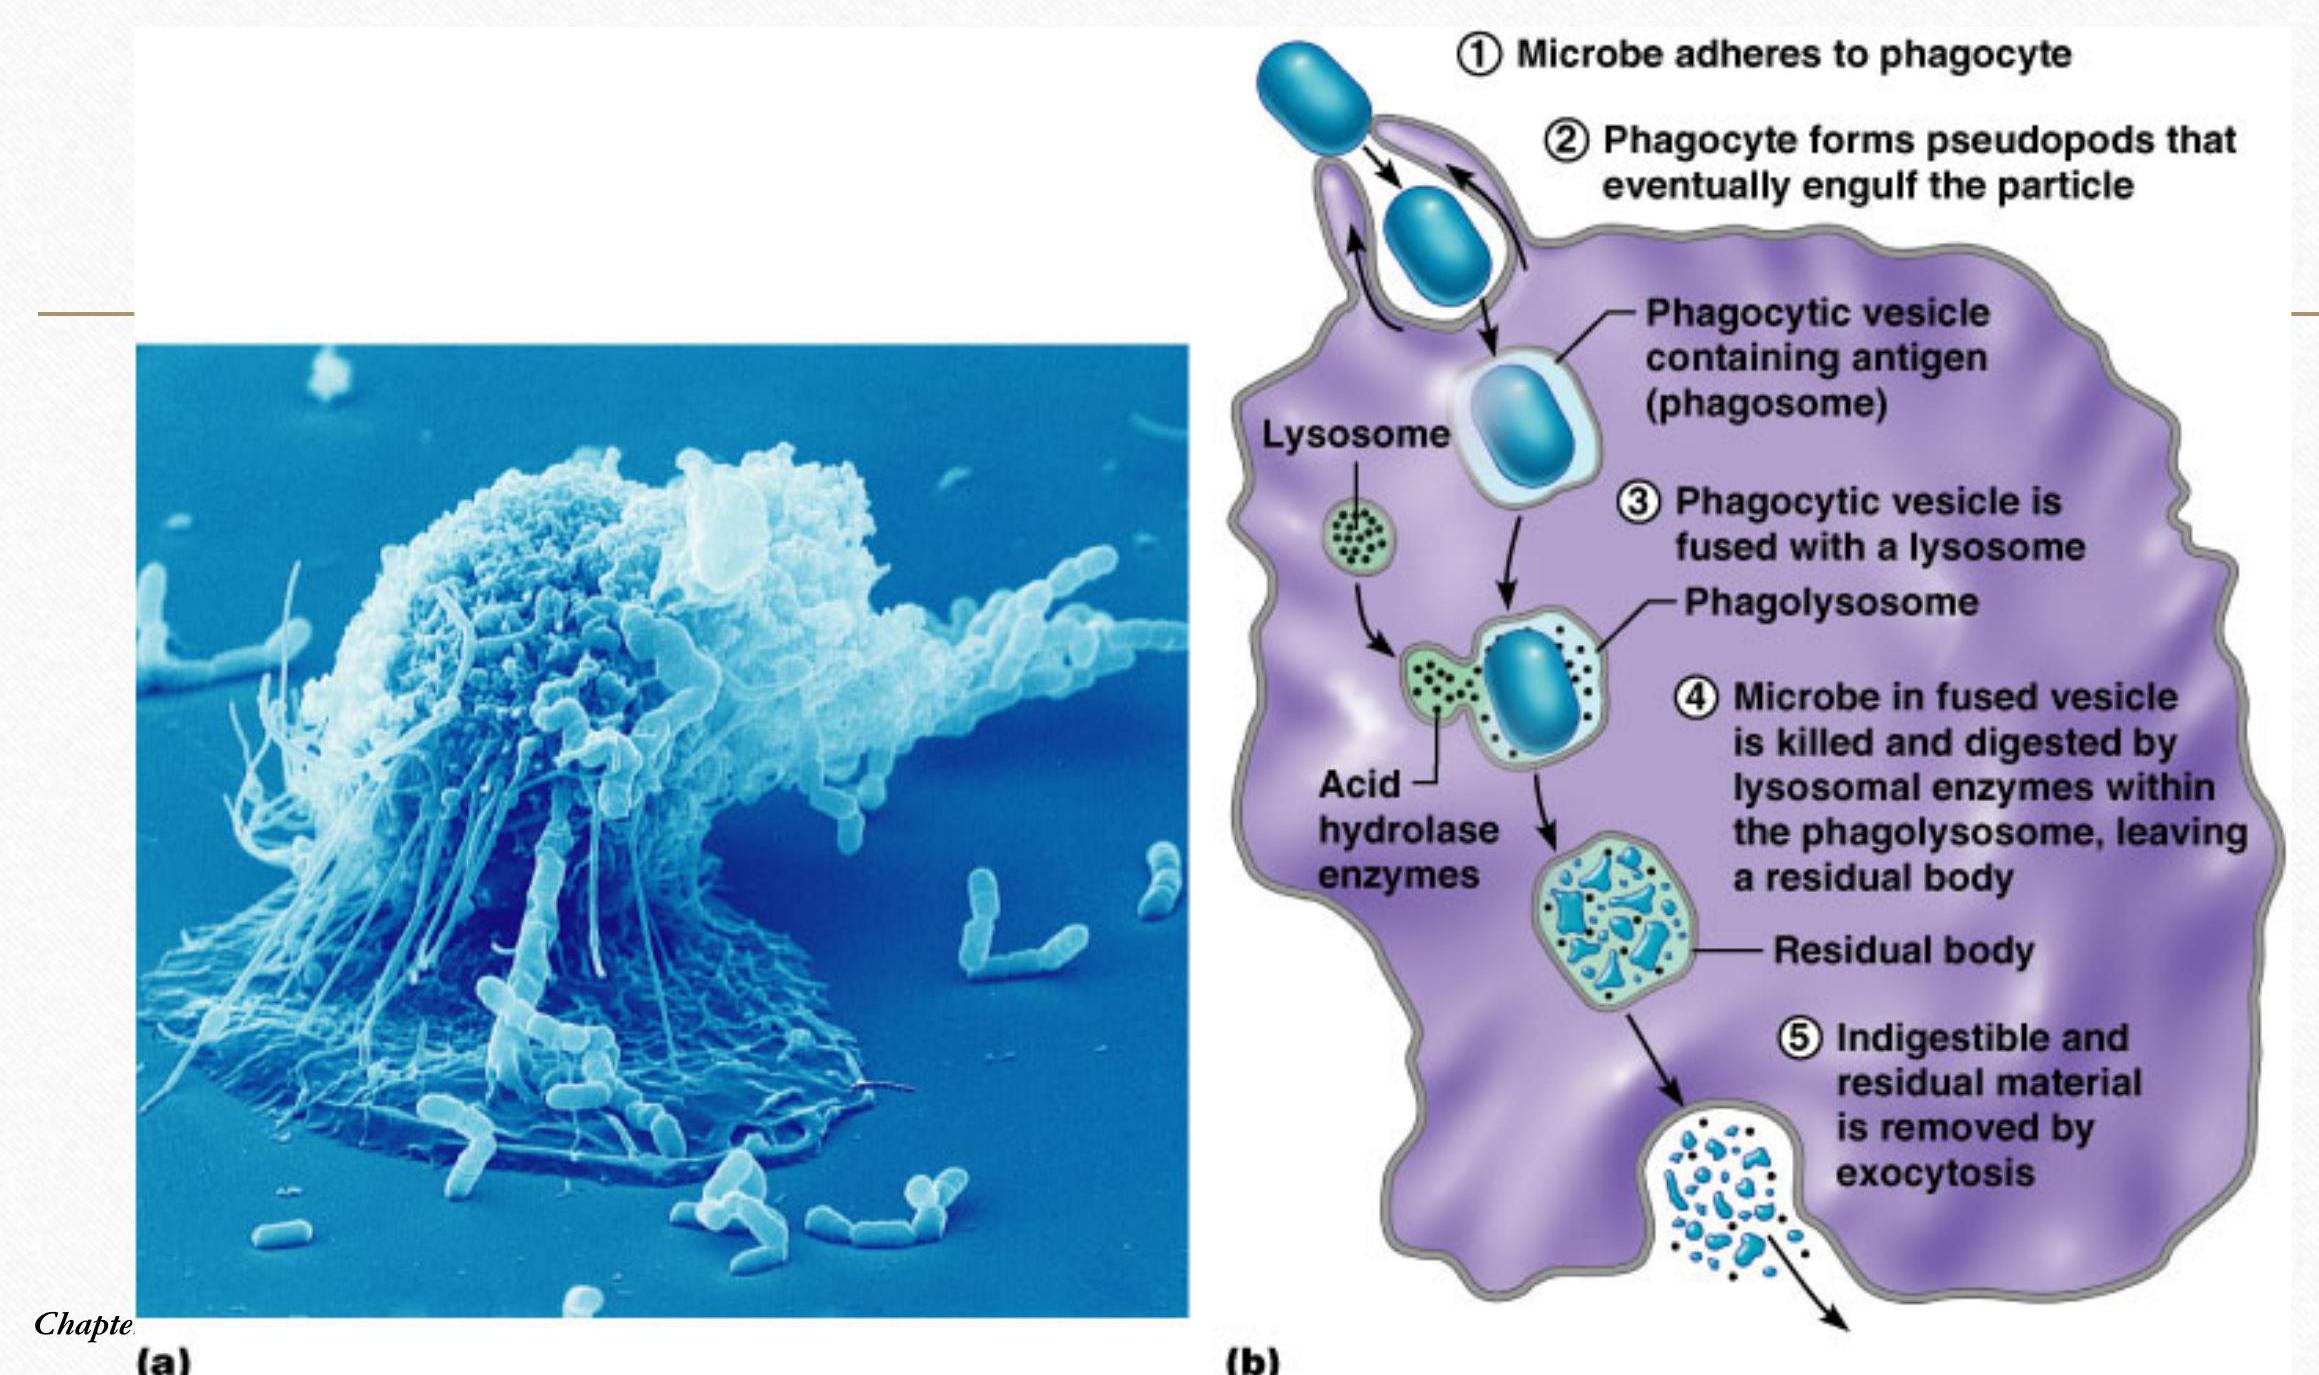 ① Microbe adheres to phagocyte
② Phagocyte forms pseudopods that
eventually engulf the particle
Phagocytic vesicle
containing antigen
(phagosome)
Lysosome
③ Phagocytic vesicle is
fused with a lysosome
Phagolysosome
④ Microbe in fused vesicle
is killed and digested by
lysosomal enzymes within
the phagolysosome, leaving
a residual body
Acid
hydrolase
enzymes
Residual body
⑤ Indigestible and
residual material
is removed by
exocytosis
(a)
(b)